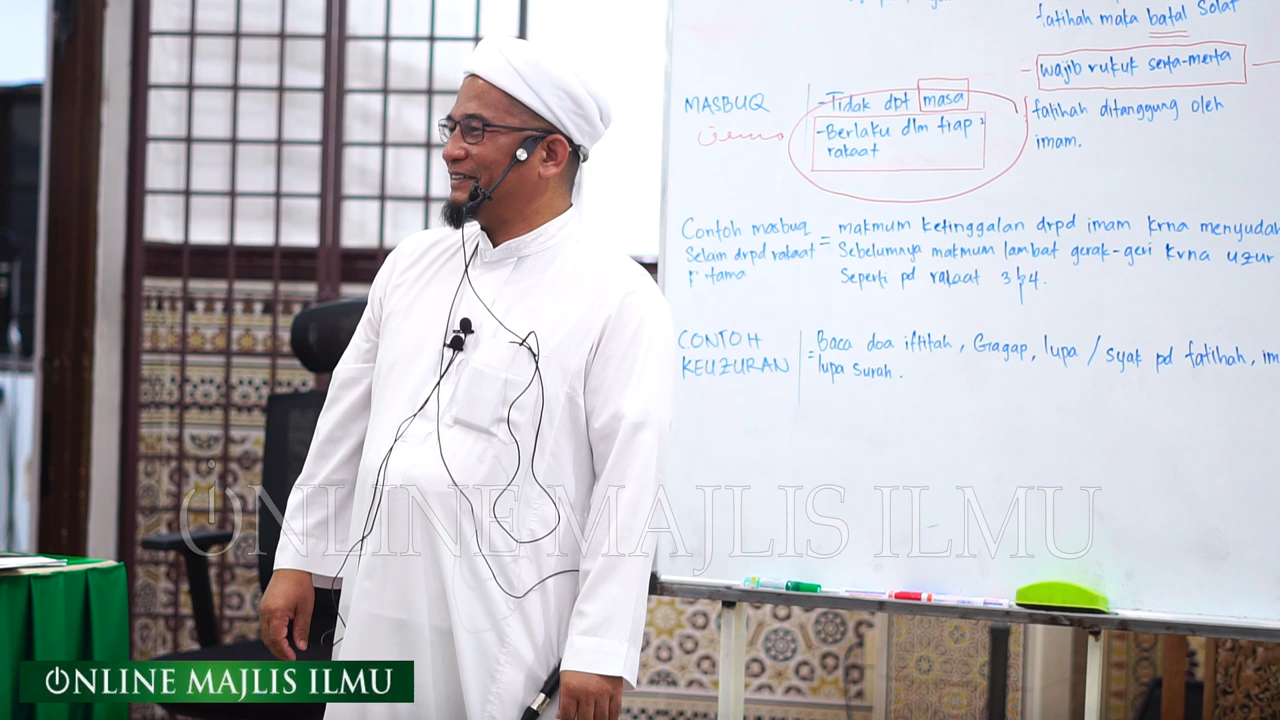 fatihah maka batal solat
wajib rukuk serta-merta
MASBUQ
-Tidak dpt masa
fatihah ditanggung oleh
مسبوق
-Berlaku dlm tiap²
rakaat
imam.
Contoh masbuq = makmum ketinggalan drpd imam krna menyudah
Selain drpd rakaat Sebelumnya makmum lambat gerak-geri krna uzur
tama Seperti pd rakaat 3 4.
CONTOH = Baca doa iftitah, Gagap, lupa / syak pd fatihah, im
KEUZURAN lupa surah.
ONLINE MAJLIS ILMU
ONLINE MAJLIS ILMU